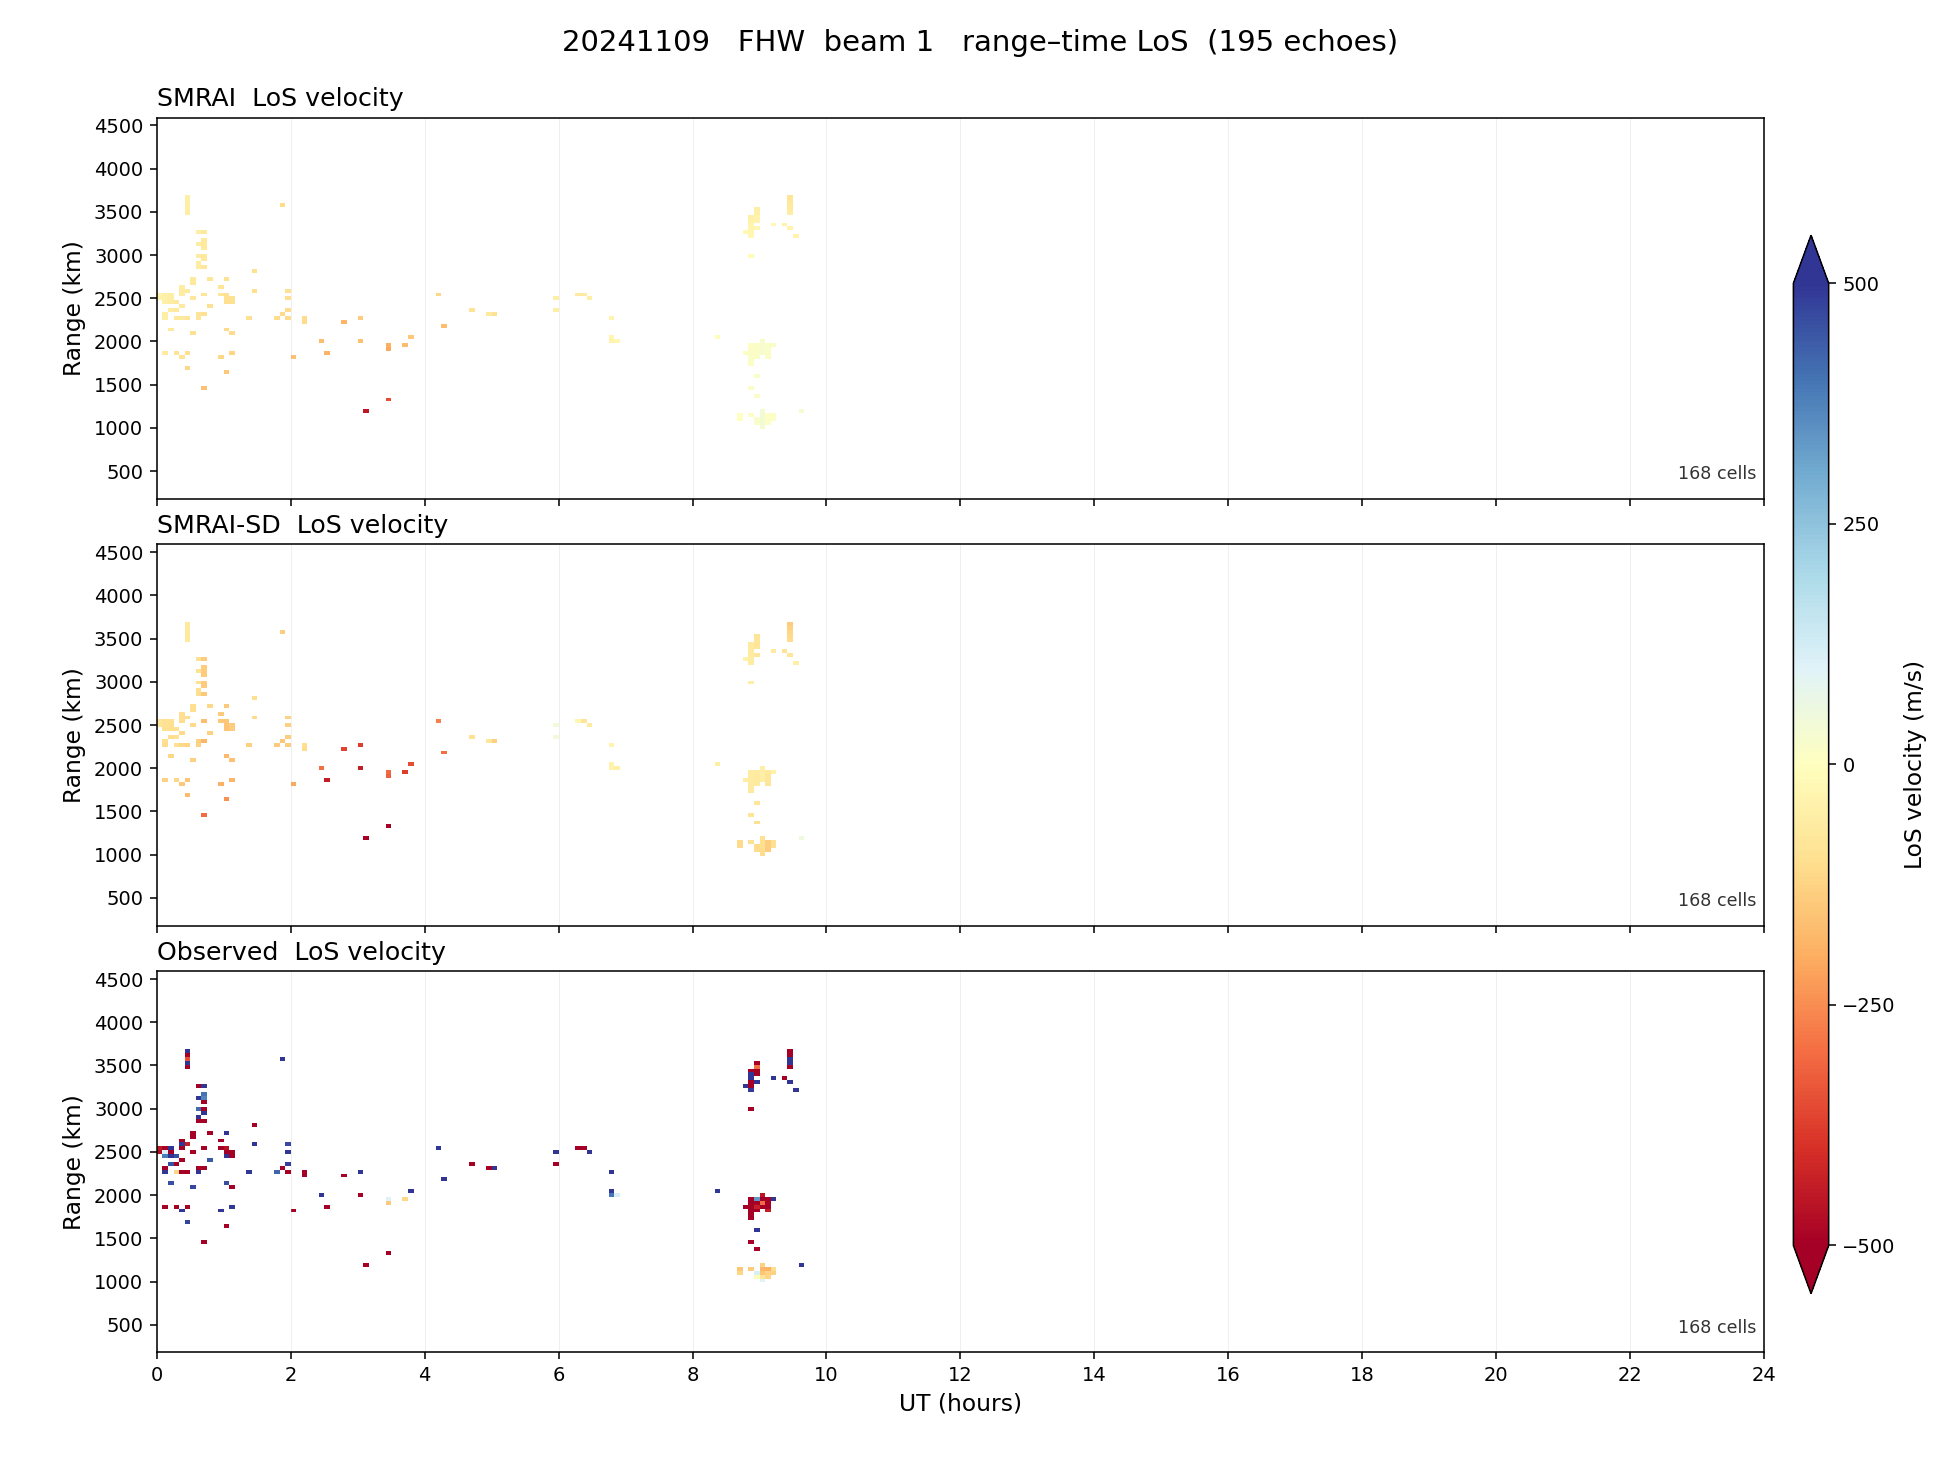 20241109   FHW  beam 1   range–time LoS  (195 echoes)
SMRAI  LoS velocity
4500
4000
3500
3000
2500
2000
1500
1000
500
Range (km)
168 cells
SMRAI-SD  LoS velocity
4500
4000
3500
3000
2500
2000
1500
1000
500
Range (km)
168 cells
Observed  LoS velocity
4500
4000
3500
3000
2500
2000
1500
1000
500
Range (km)
168 cells
0 2 4 6 8 10 12 14 16 18 20 22 24
UT (hours)
500
250
0
−250
−500
LoS velocity (m/s)